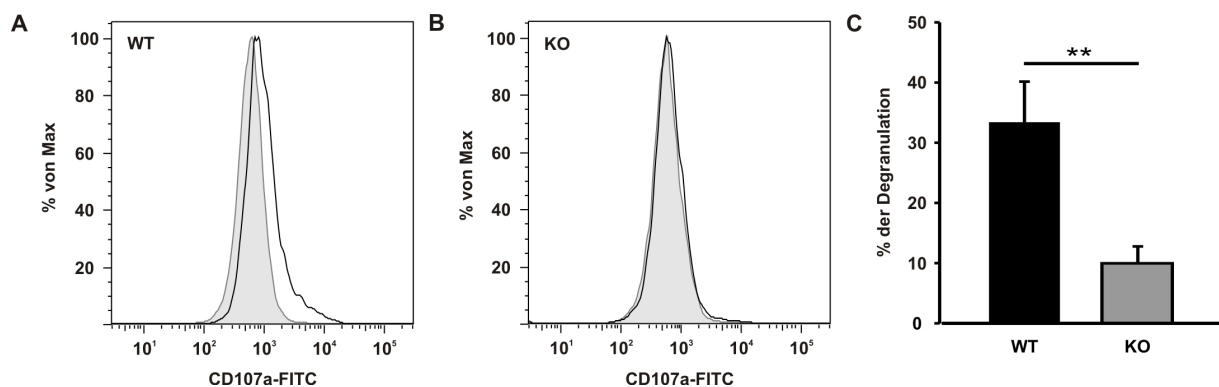 A
WT
% von Max
100
80
60
40
20
10¹ 10² 10³ 10⁴ 10⁵
CD107a-FITC
B
KO
% von Max
100
80
60
40
20
10¹ 10² 10³ 10⁴ 10⁵
CD107a-FITC
C
% der Degranulation
50
40
30
20
10
0
**
WT KO